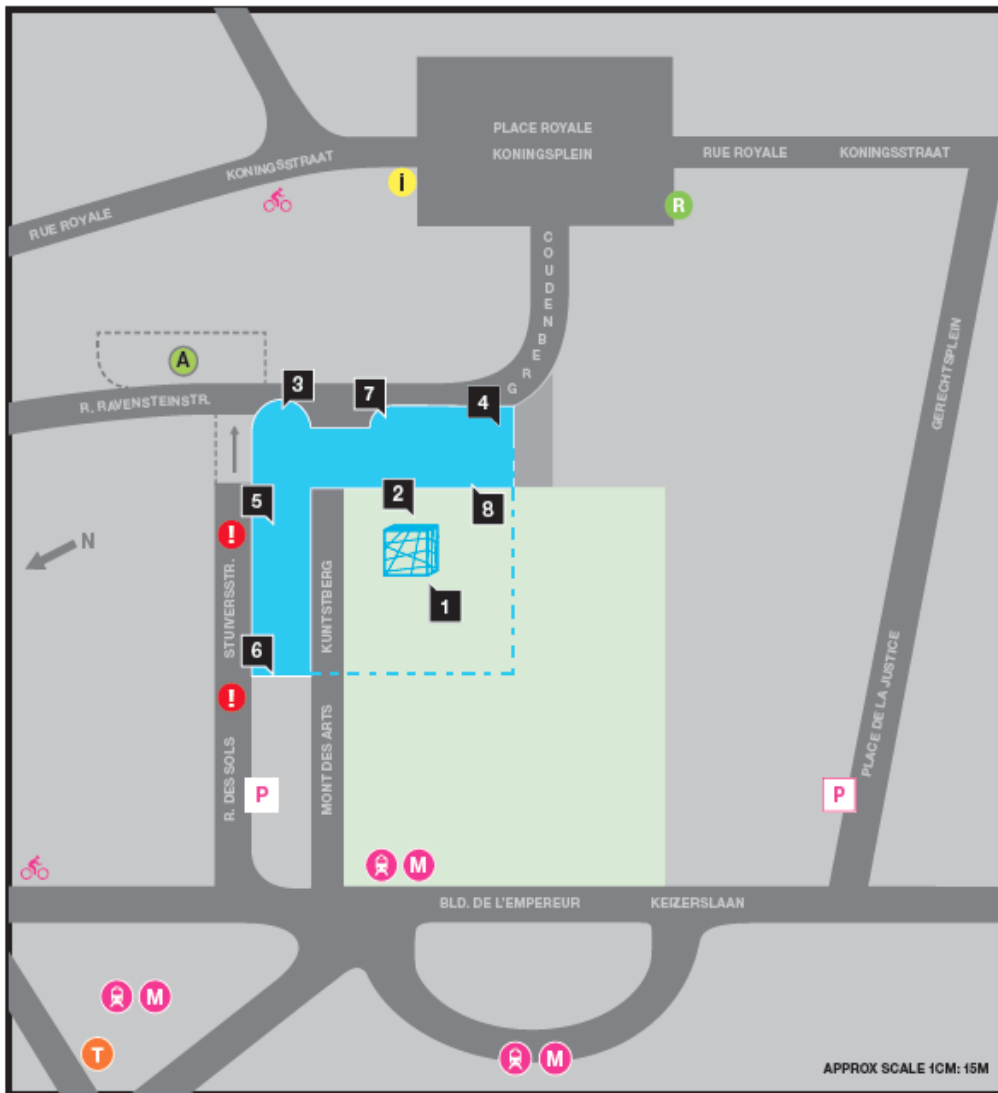 PLACE ROYALE
KONINGSPLEIN
RUE ROYALE KONINGSSTRAAT
RUE ROYALE KONINGSSTRAAT
i
R
COUDENBERG
A
R. RAVENSTEINSTR.
3
7
4
5
2
8
N
!
STUIVERSSTR.
KUNTSTBERG
1
6
!
R. DES SOLS
MONT DES ARTS
GERECHTSPLEIN
PLACE DE LA JUSTICE
P
P
M
BLD. DE L'EMPEREUR KEIZERSLAAN
M
T
M
APPROX SCALE 1CM: 15M